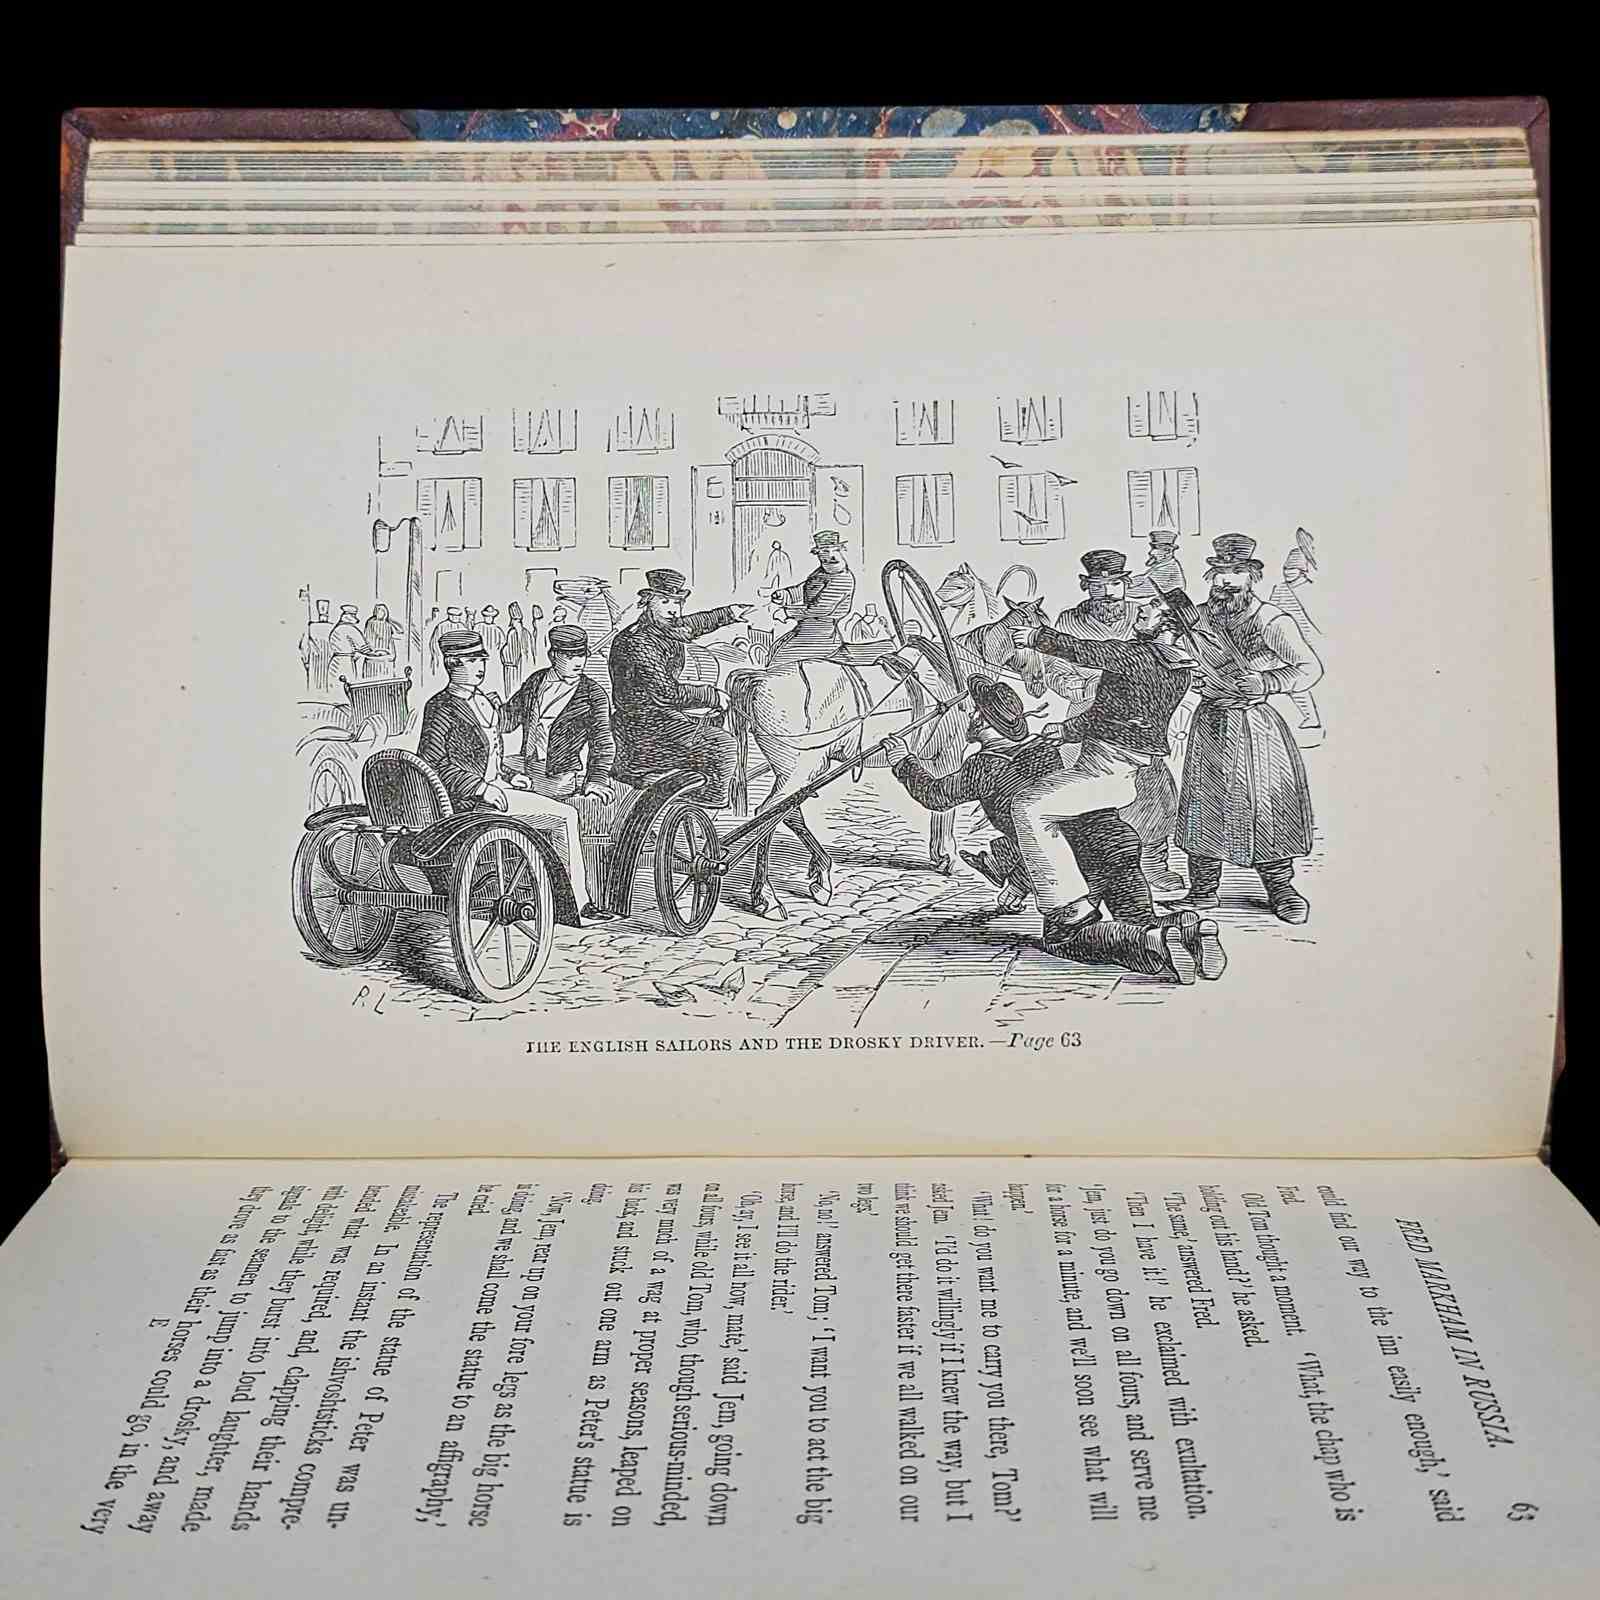 R L
THE ENGLISH SAILORS AND THE DROSKY DRIVER.—Page 63
FRED MARKHAM IN RUSSIA. 63
could find our way to the inn easily enough,' said
Fred.
Old Tom thought a moment. 'What, the chap who is
holding out his hand?' he asked.
'The same,' answered Fred.
'Then I have it!' he exclaimed with exultation.
'Jem, just do you go down on all fours, and serve me
for a horse for a minute, and we'll soon see what will
happen.'
'What! do you want me to carry you there, Tom?'
asked Jem. 'I'd do it willingly if I knew the way, but I
think we should get there faster if we all walked on our
two legs.'
'No, no!' answered Tom; 'I want you to act the big
horse, and I'll do the rider.'
'Oh, ay, I see it all now, mate,' said Jem, going down
on all fours, while old Tom, who, though serious-minded,
was very much of a wag at proper seasons, leaped on
his back, and stuck out one arm as Peter's statue is
doing.
'Now, Jem, rear up on your fore legs as the big horse
is doing, and we shall come the statue to an affigraphy,'
he cried.
The representation of the statue of Peter was un-
mistakeable. In an instant the ishvoshtsticks compre-
hended what was required, and, clapping their hands
with delight, while they burst into loud laughter, made
signals to the seamen to jump into a drosky, and away
they drove as fast as their horses could go, in the very
E